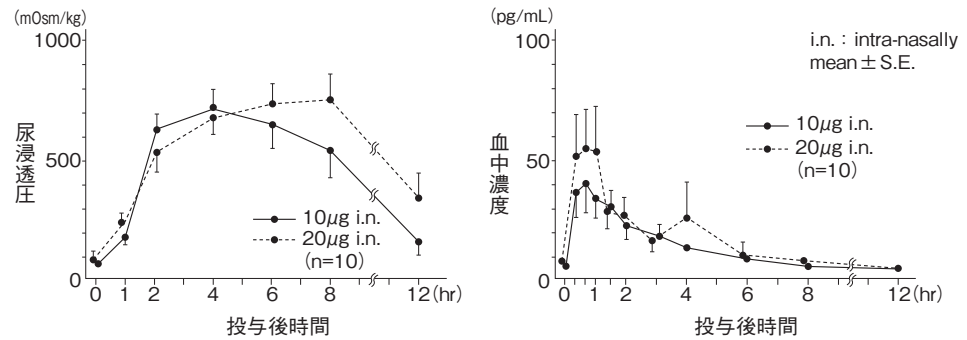 (mOsm/kg)
1000
500
0
尿浸透圧
10μg i.n.
20μg i.n.
(n=10)
0 1 2 4 6 8 12(hr)
投与後時間
(pg/mL)
100
50
0
血中濃度
i.n.：intra-nasally
mean±S.E.
10μg i.n.
20μg i.n.
(n=10)
0 1 2 4 6 8 12(hr)
投与後時間